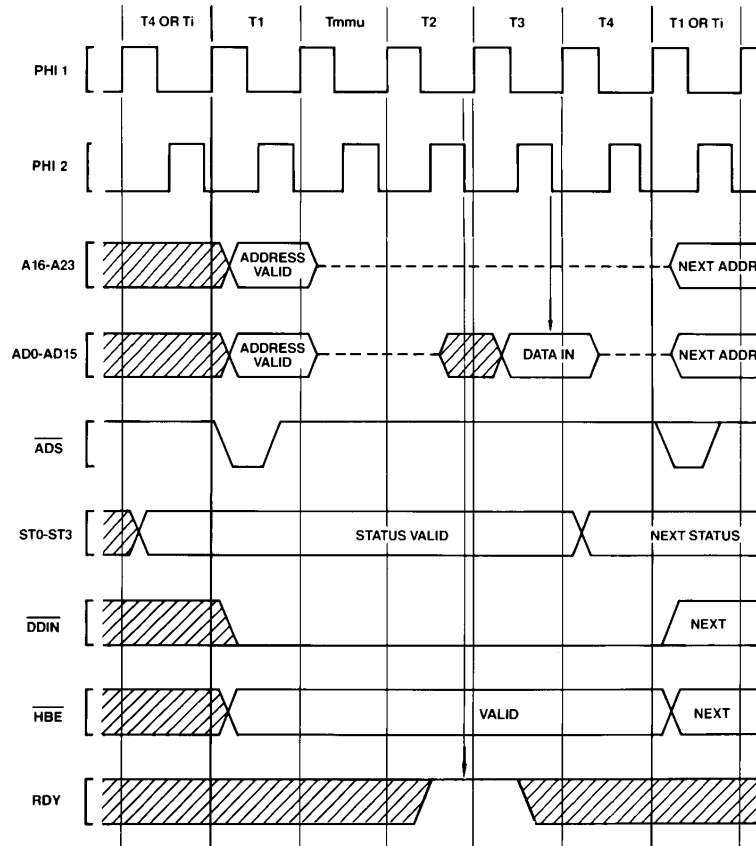 T4 OR Ti T1 Tmmu T2 T3 T4 T1 OR Ti
PHI 1
PHI 2
A16-A23
ADDRESS
VALID
NEXT ADDR
AD0-AD15
ADDRESS
VALID
DATA IN
NEXT ADDR
ADS
ST0-ST3
STATUS VALID
NEXT STATUS
DDIN
NEXT
HBE
VALID
NEXT
RDY